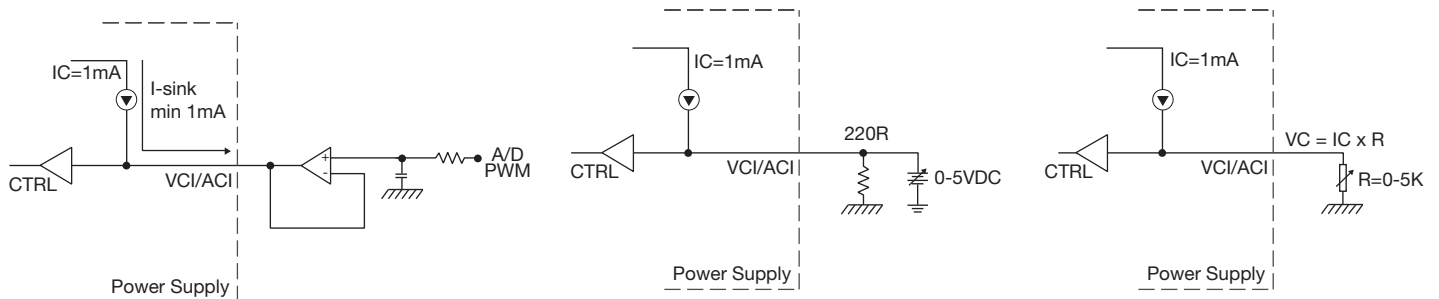 IC=1mA
I-sink
min 1mA
CTRL
VCI/ACI
+
-
A/D
PWM
Power Supply
IC=1mA
220R
CTRL
VCI/ACI
0-5VDC
Power Supply
IC=1mA
VC = IC x R
CTRL
VCI/ACI
R=0-5K
Power Supply